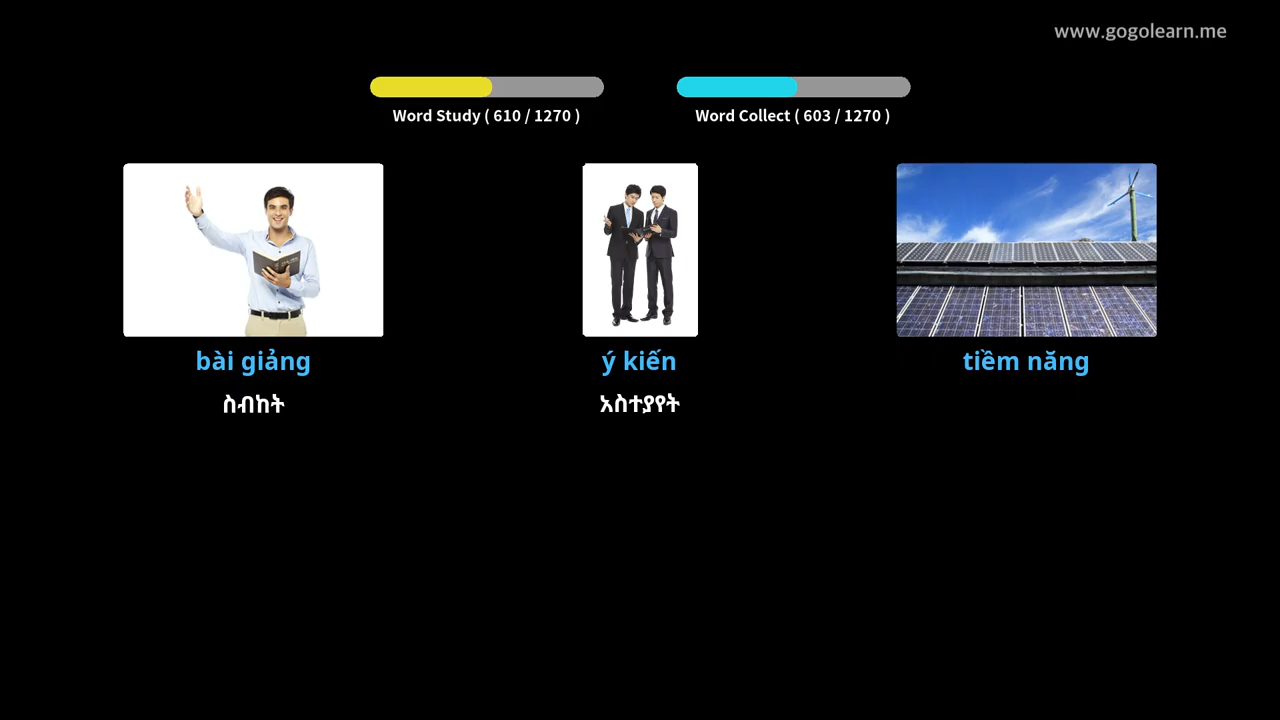 www.gogolearn.me
Word Study ( 610 / 1270 )
Word Collect ( 603 / 1270 )
bài giảng
ý kiến
tiềm năng
ስብከት
አስተያየት